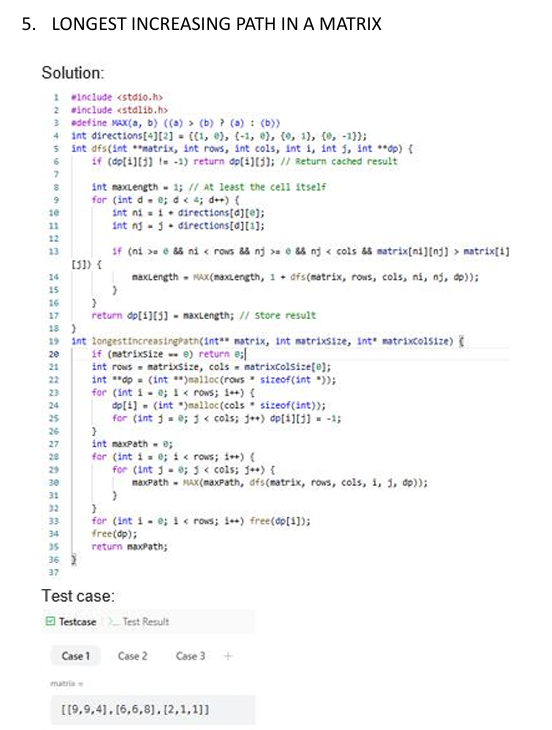 5. LONGEST INCREASING PATH IN A MATRIX
Solution:
1 #include <stdio.h>
2 #include <stdlib.h>
3 #define MAX(a, b) ((a) > (b) ? (a) : (b))
4 int directions[4][2] = {{1, 0}, {-1, 0}, {0, 1}, {0, -1}};
5 int dfs(int **matrix, int rows, int cols, int i, int j, int **dp) {
6 if (dp[i][j] != -1) return dp[i][j]; // Return cached result
7
8 int maxLength = 1; // At least the cell itself
9 for (int d = 0; d < 4; d++) {
10 int ni = i + directions[d][0];
11 int nj = j + directions[d][1];
12
13 if (ni >= 0 && ni < rows && nj >= 0 && nj < cols && matrix[ni][nj] > matrix[i]
[j]) {
14 maxLength = MAX(maxLength, 1 + dfs(matrix, rows, cols, ni, nj, dp));
15 }
16 }
17 return dp[i][j] = maxLength; // Store result
18 }
19 int longestIncreasingPath(int** matrix, int matrixSize, int* matrixColSize) {
20 if (matrixSize == 0) return 0;
21 int rows = matrixSize, cols = matrixColSize[0];
22 int **dp = (int **)malloc(rows * sizeof(int *));
23 for (int i = 0; i < rows; i++) {
24 dp[i] = (int *)malloc(cols * sizeof(int));
25 for (int j = 0; j < cols; j++) dp[i][j] = -1;
26 }
27 int maxPath = 0;
28 for (int i = 0; i < rows; i++) {
29 for (int j = 0; j < cols; j++) {
30 maxPath = MAX(maxPath, dfs(matrix, rows, cols, i, j, dp));
31 }
32 }
33 for (int i = 0; i < rows; i++) free(dp[i]);
34 free(dp);
35 return maxPath;
36 }
37
Test case:
Testcase >_ Test Result
Case 1 Case 2 Case 3 +
matrix =
[[9,9,4],[6,6,8],[2,1,1]]